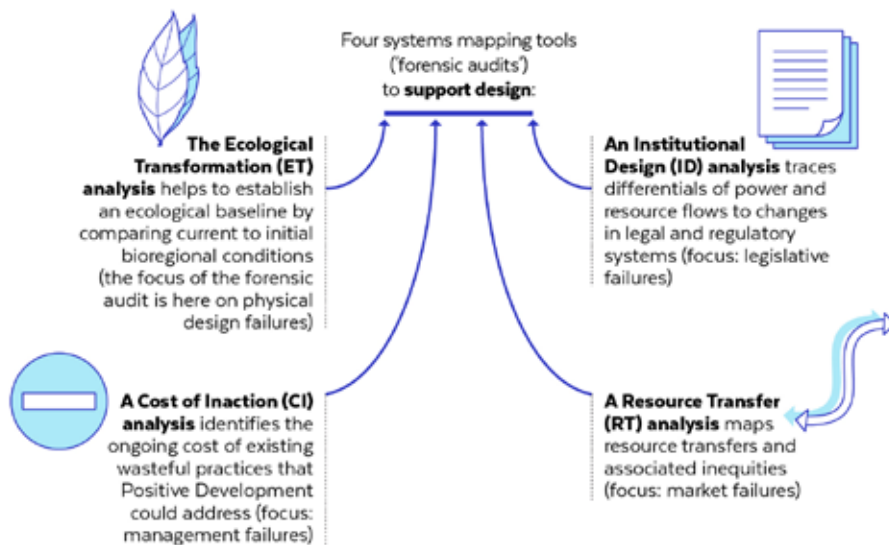 Four systems mapping tools
('forensic audits')
to support design:
The Ecological
Transformation (ET)
analysis helps to establish
an ecological baseline by
comparing current to initial
bioregional conditions
(the focus of the forensic
audit is here on physical
design failures)
An Institutional
Design (ID) analysis traces
differentials of power and
resource flows to changes
in legal and regulatory
systems (focus: legislative
failures)
A Cost of Inaction (CI)
analysis identifies the
ongoing cost of existing
wasteful practices that
Positive Development
could address (focus:
management failures)
A Resource Transfer
(RT) analysis maps
resource transfers and
associated inequities
(focus: market failures)